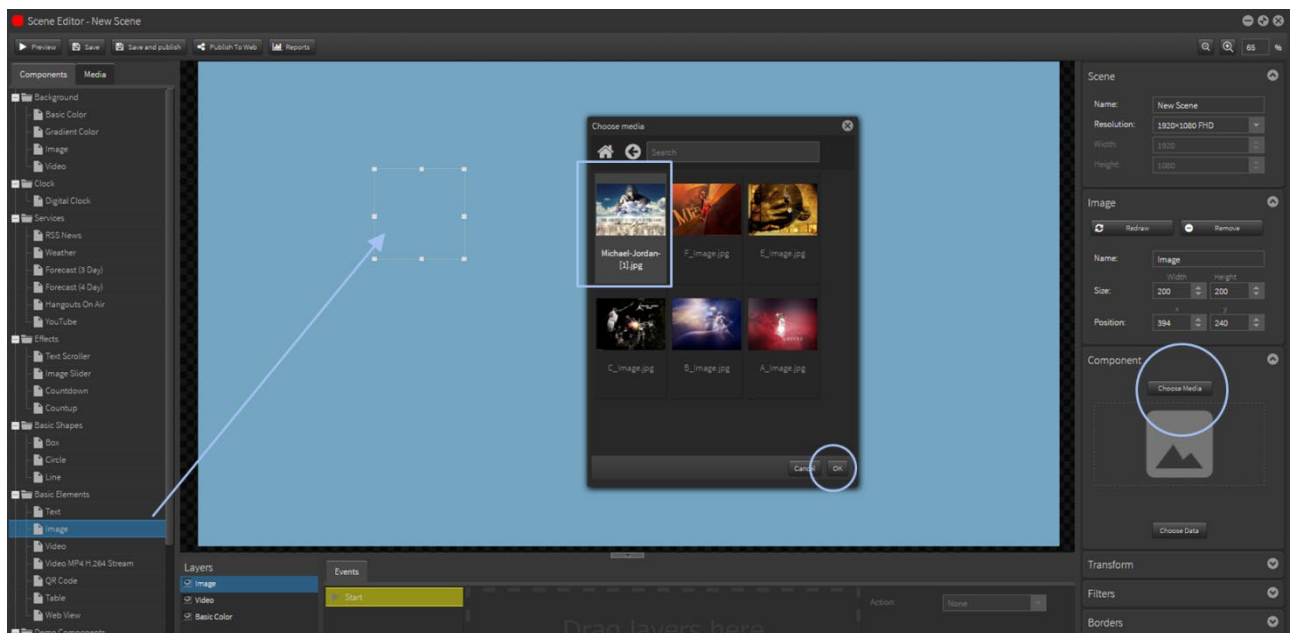 Scene Editor - New Scene
Preview Save Save and publish Publish To Web Reports
65 %
Components Media
Background
Basic Color
Gradient Color
Image
Video
Clock
Digital Clock
Services
RSS News
Weather
Forecast (3 Day)
Forecast (4 Day)
Hangouts On Air
YouTube
Effects
Text Scroller
Image Slider
Countdown
Countup
Basic Shapes
Box
Circle
Line
Basic Elements
Text
Image
Video
Video MP4 H.264 Stream
QR Code
Table
Web View
Demo Components
Choose media
Search
Michael-Jordan-
[1].jpg
F_Image.jpg
E_Image.jpg
C_Image.jpg
B_Image.jpg
A_Image.jpg
Cancel OK
Layers
Image
Video
Basic Color
Events
Start
Drag layers here
Action: None
Scene
Name: New Scene
Resolution: 1920×1080 FHD
Width: 1920
Height: 1080
Image
Redraw Remove
Name: Image
Width Height
Size: 200 200
x y
Position: 394 240
Component
Choose Media
Choose Data
Transform
Filters
Borders